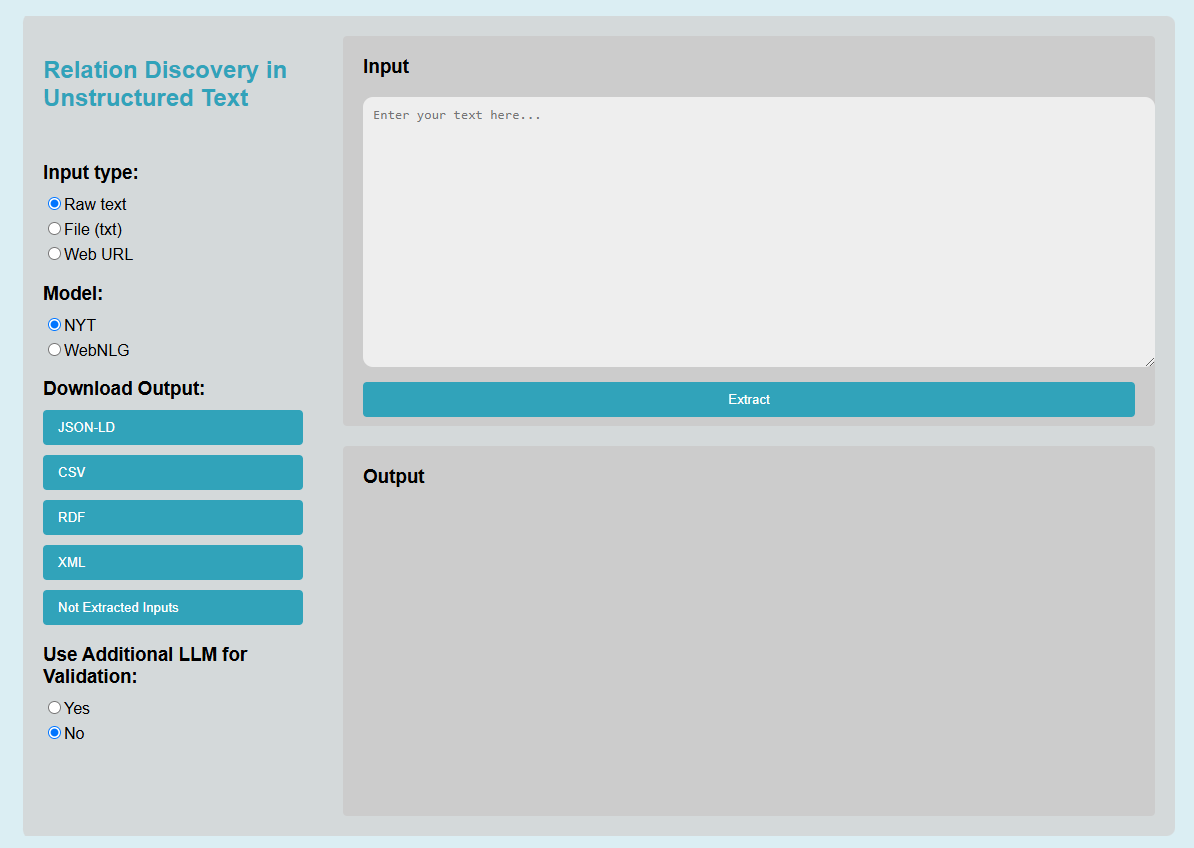 Relation Discovery in
Unstructured Text
Input type:
Raw text
File (txt)
Web URL
Model:
NYT
WebNLG
Download Output:
JSON-LD
CSV
RDF
XML
Not Extracted Inputs
Use Additional LLM for
Validation:
Yes
No
Input
Enter your text here...
Extract
Output